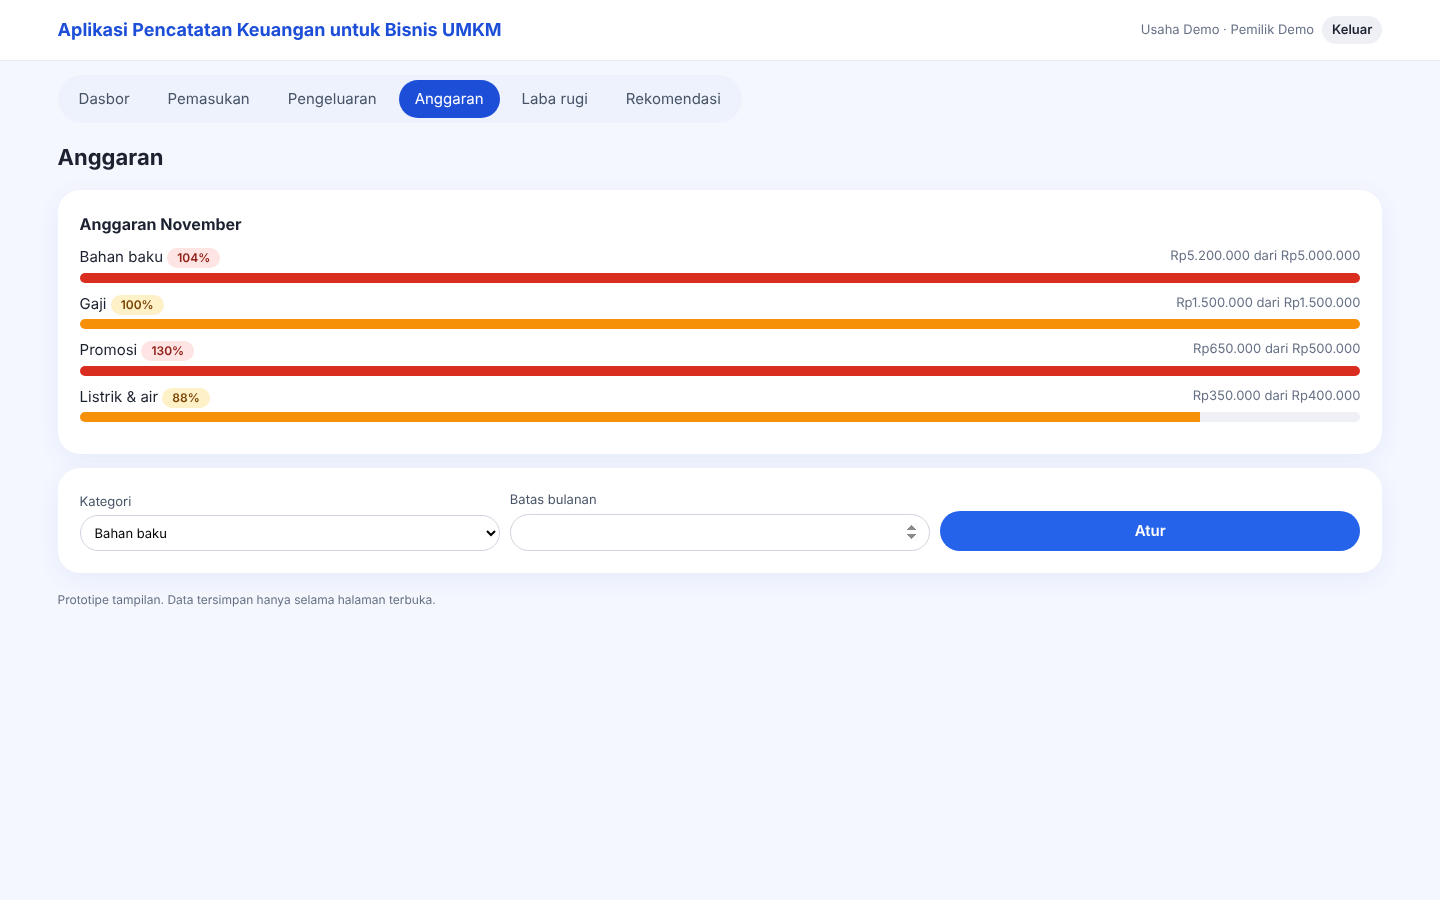 Aplikasi Pencatatan Keuangan untuk Bisnis UMKM
Usaha Demo · Pemilik Demo Keluar
Dasbor Pemasukan Pengeluaran Anggaran Laba rugi Rekomendasi
Anggaran
Anggaran November
Bahan baku 104% Rp5.200.000 dari Rp5.000.000
Gaji 100% Rp1.500.000 dari Rp1.500.000
Promosi 130% Rp650.000 dari Rp500.000
Listrik & air 88% Rp350.000 dari Rp400.000
Kategori
Bahan baku
Batas bulanan
Atur
Prototipe tampilan. Data tersimpan hanya selama halaman terbuka.